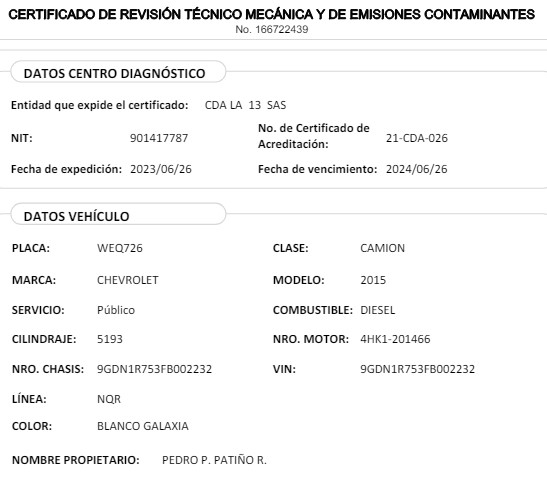 CERTIFICADO DE REVISIÓN TÉCNICO MECÁNICA Y DE EMISIONES CONTAMINANTES
No. 166722439
DATOS CENTRO DIAGNÓSTICO
Entidad que expide el certificado: CDA LA 13 SAS
NIT: 901417787 No. de Certificado de Acreditación: 21-CDA-026
Fecha de expedición: 2023/06/26 Fecha de vencimiento: 2024/06/26
DATOS VEHÍCULO
PLACA: WEQ726 CLASE: CAMION
MARCA: CHEVROLET MODELO: 2015
SERVICIO: Público COMBUSTIBLE: DIESEL
CILINDRAJE: 5193 NRO. MOTOR: 4HK1-201466
NRO. CHASIS: 9GDN1R753FB002232 VIN: 9GDN1R753FB002232
LÍNEA: NQR
COLOR: BLANCO GALAXIA
NOMBRE PROPIETARIO: PEDRO P. PATIÑO R.